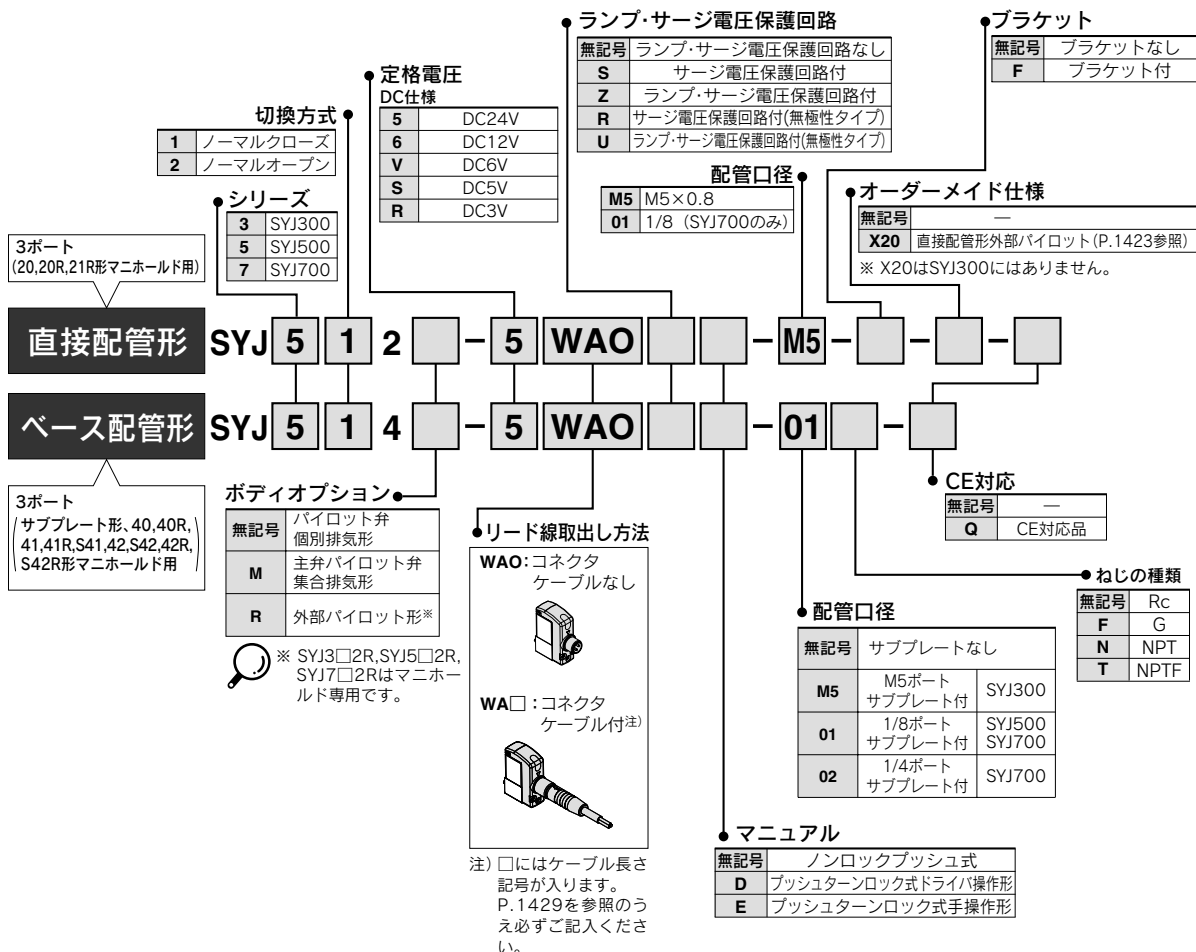 ランプ・サージ電圧保護回路
無記号 ランプ・サージ電圧保護回路なし
S サージ電圧保護回路付
Z ランプ・サージ電圧保護回路付
R サージ電圧保護回路付(無極性タイプ)
U ランプ・サージ電圧保護回路付(無極性タイプ)
ブラケット
無記号 ブラケットなし
F ブラケット付
定格電圧
DC仕様
5 DC24V
6 DC12V
V DC6V
S DC5V
R DC3V
切換方式
1 ノーマルクローズ
2 ノーマルオープン
シリーズ
3 SYJ300
5 SYJ500
7 SYJ700
配管口径
M5 M5×0.8
01 1/8（SYJ700のみ）
オーダーメイド仕様
無記号 ―
X20 直接配管形外部パイロット(P.1423参照)
※ X20はSYJ300にはありません。
3ポート
(20,20R,21R形マニホールド用)
直接配管形 SYJ 5 1 2 □ - 5 WAO □ □ - M5 - □ - □ - □
ベース配管形 SYJ 5 1 4 □ - 5 WAO □ □ - 01 □ - □
3ポート
(サブプレート形、40,40R,
41,41R,S41,42,S42,42R,
S42R形マニホールド用)
ボディオプション
無記号 パイロット弁
個別排気形
M 主弁パイロット弁
集合排気形
R 外部パイロット形※
※ SYJ3□2R,SYJ5□2R,
SYJ7□2Rはマニホー
ルド専用です。
リード線取出し方法
WAO：コネクタ
ケーブルなし
WA□：コネクタ
ケーブル付注)
注) □にはケーブル長さ
記号が入ります。
P.1429を参照のう
え必ずご記入くださ
い。
CE対応
無記号 ―
Q CE対応品
ねじの種類
無記号 Rc
F G
N NPT
T NPTF
配管口径
無記号 サブプレートなし
M5 M5ポート
サブプレート付 SYJ300
01 1/8ポート
サブプレート付 SYJ500
SYJ700
02 1/4ポート
サブプレート付 SYJ700
マニュアル
無記号 ノンロックプッシュ式
D プッシュターンロック式ドライバ操作形
E プッシュターンロック式手操作形